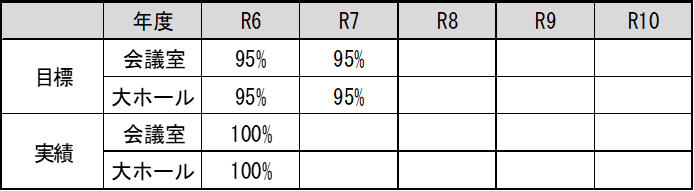 年度 R6 R7 R8 R9 R10
目標 会議室 95% 95%
大ホール 95% 95%
実績 会議室 100%
大ホール 100%